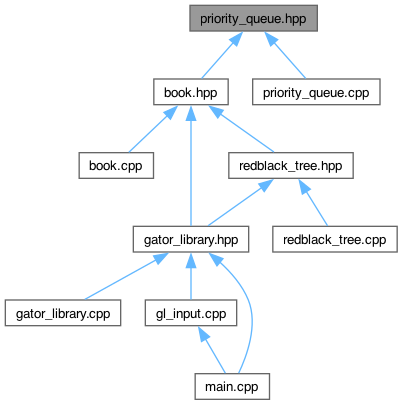 priority_queue.hpp
book.hpp
priority_queue.cpp
book.cpp
redblack_tree.hpp
gator_library.hpp
redblack_tree.cpp
gator_library.cpp
gl_input.cpp
main.cpp